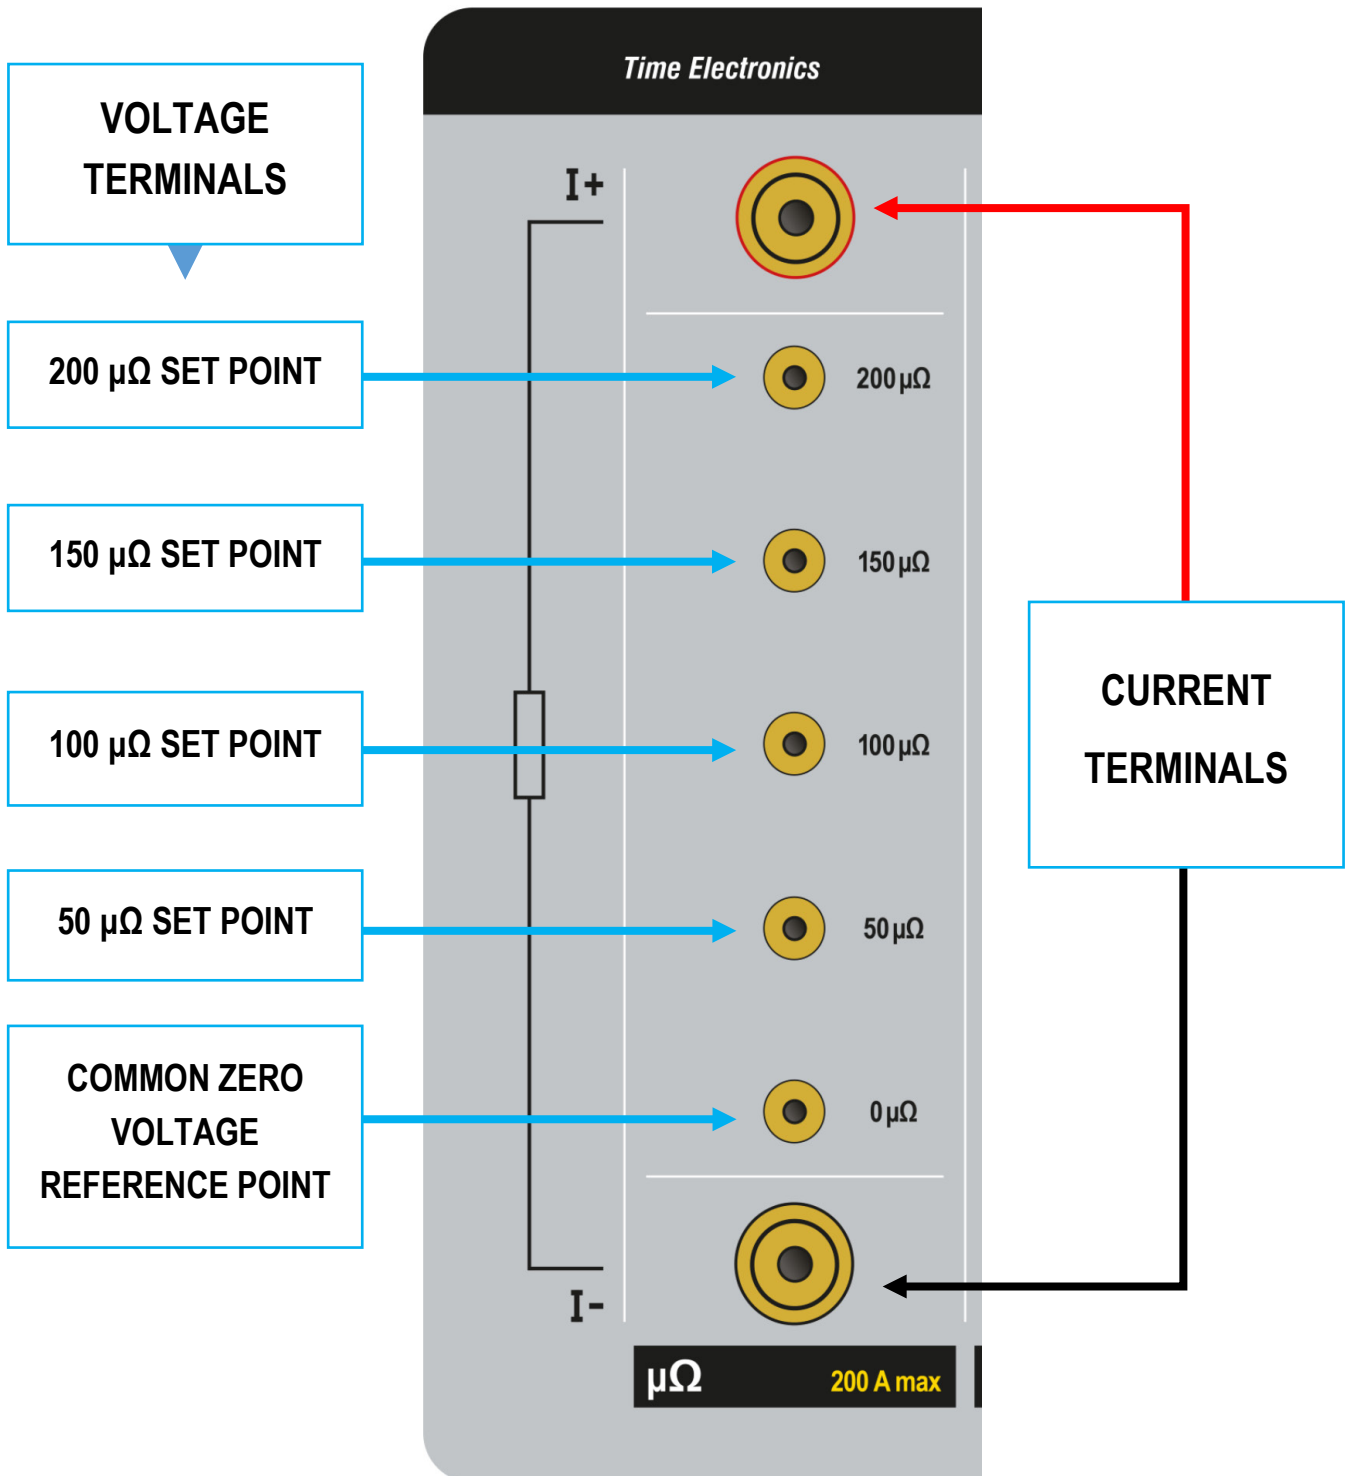 Time Electronics
VOLTAGE
TERMINALS
I+
200 µΩ SET POINT
200 µΩ
150 µΩ SET POINT
150 µΩ
100 µΩ SET POINT
100 µΩ
CURRENT
TERMINALS
50 µΩ SET POINT
50 µΩ
COMMON ZERO
VOLTAGE
REFERENCE POINT
0 µΩ
I-
µΩ 200 A max